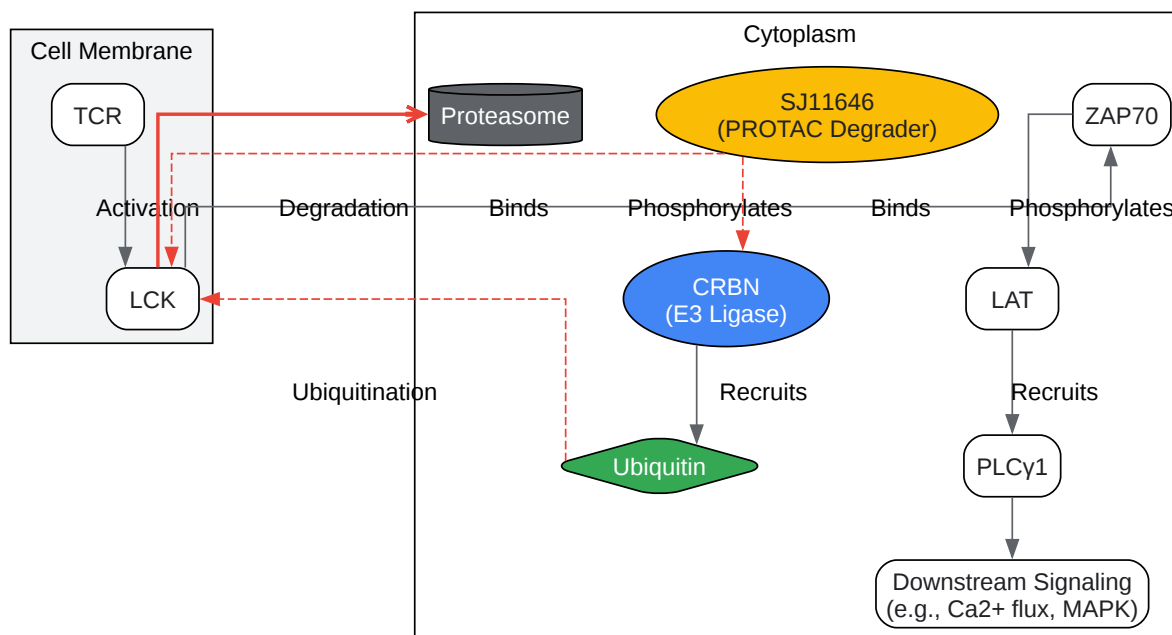 Cytoplasm
Cell Membrane
TCR
Proteasome
SJ11646
(PROTAC Degrader)
ZAP70
Activation
Degradation
Binds
Phosphorylates
Binds
Phosphorylates
LCK
CRBN
(E3 Ligase)
LAT
Ubiquitination
Recruits
Recruits
Ubiquitin
PLCγ1
Downstream Signaling
(e.g., Ca2+ flux, MAPK)